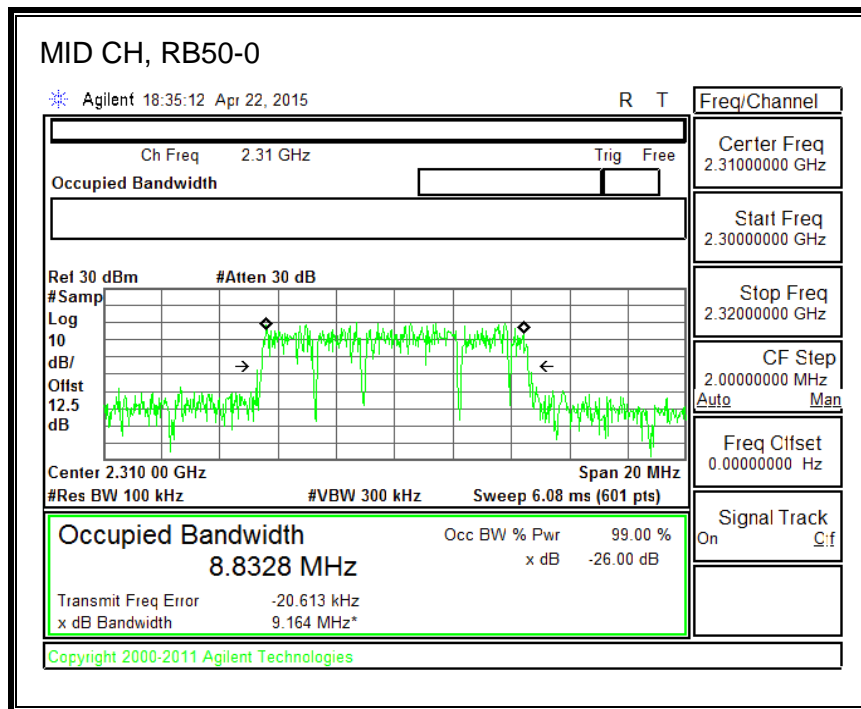 MID CH, RB50-0
Agilent 18:35:12 Apr 22, 2015 R T
Ch Freq 2.31 GHz Trig Free
Occupied Bandwidth
Ref 30 dBm #Atten 30 dB
#Samp
Log
10
dB/
Offst
12.5
dB
Center 2.310 00 GHz Span 20 MHz
#Res BW 100 kHz #VBW 300 kHz Sweep 6.08 ms (601 pts)
Occupied Bandwidth Occ BW % Pwr 99.00 %
8.8328 MHz x dB -26.00 dB
Transmit Freq Error -20.613 kHz
x dB Bandwidth 9.164 MHz*
Copyright 2000-2011 Agilent Technologies
Freq/Channel
Center Freq
2.31000000 GHz
Start Freq
2.30000000 GHz
Stop Freq
2.32000000 GHz
CF Step
2.00000000 MHz
Auto Man
Freq Offset
0.00000000 Hz
Signal Track
On Off